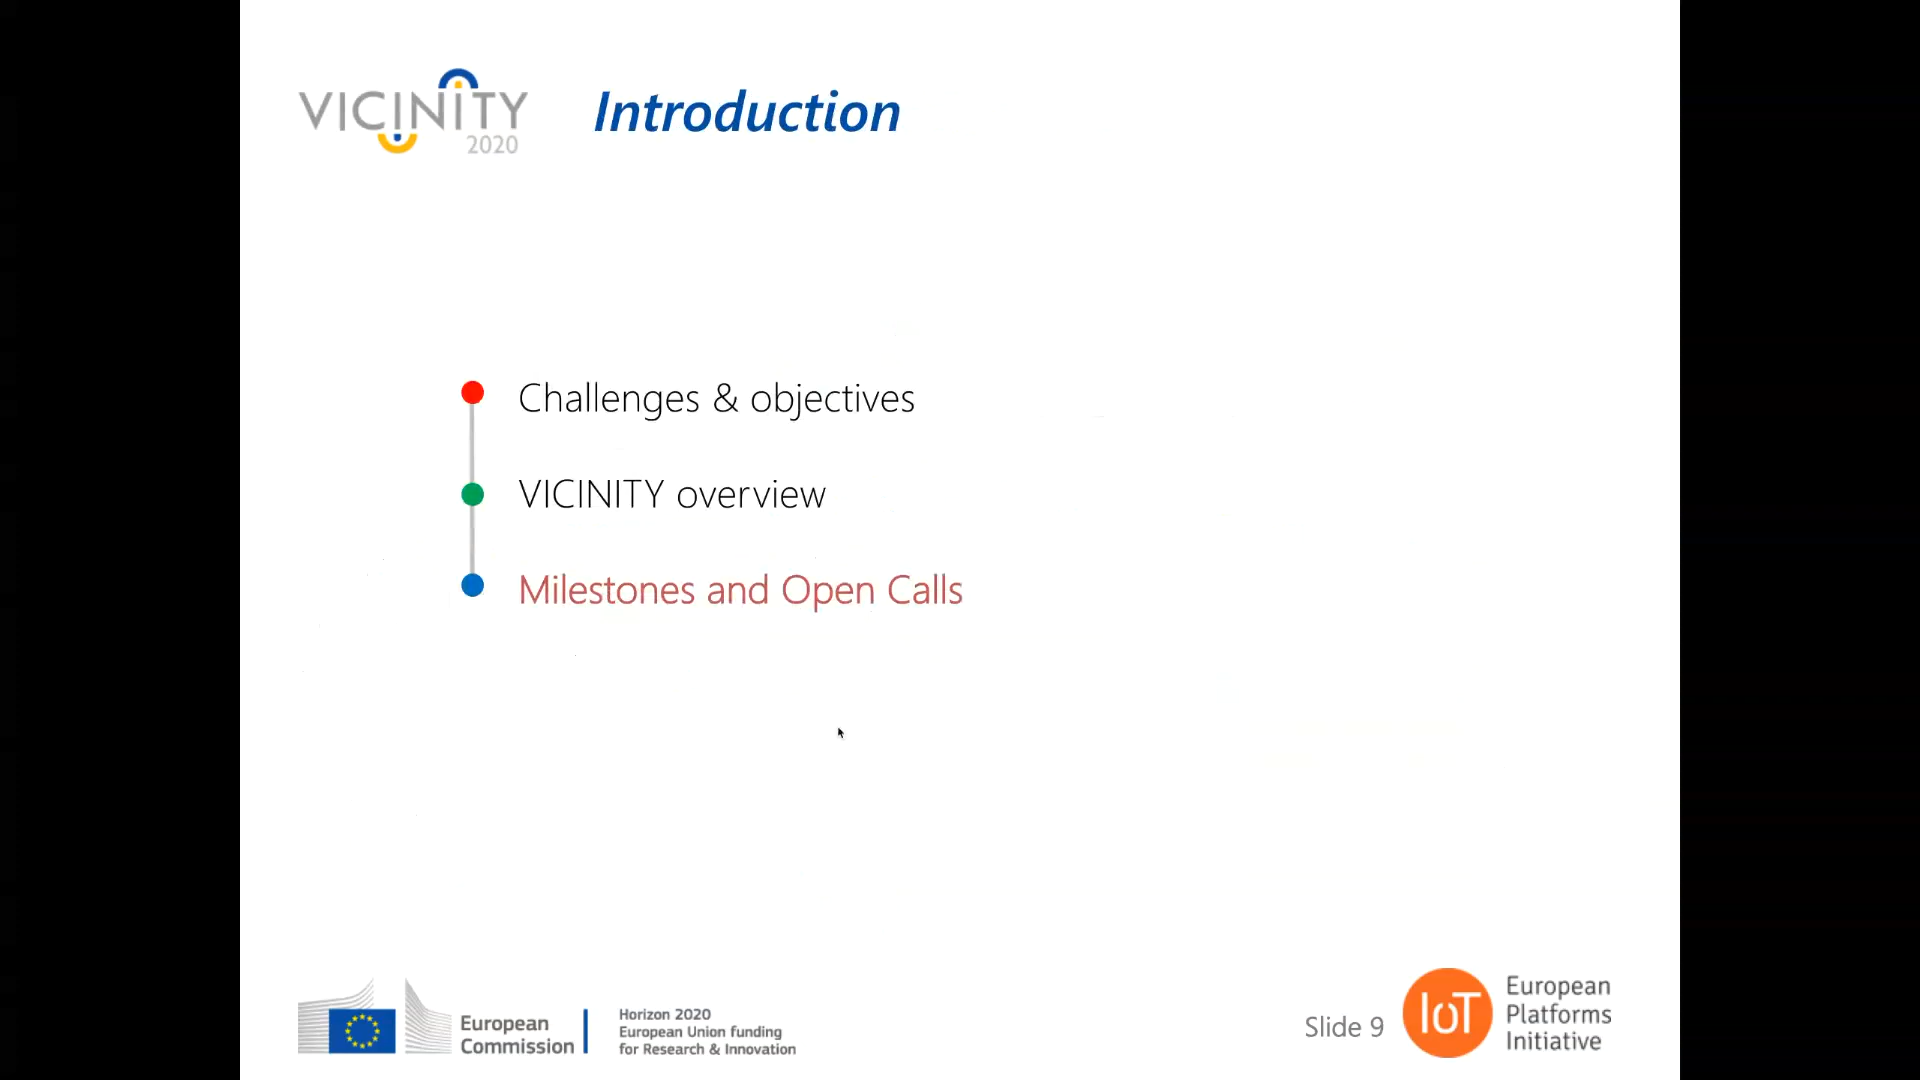 VICINITY
2020
Introduction
Challenges & objectives
VICINITY overview
Milestones and Open Calls
European
Commission
Horizon 2020
European Union funding
for Research & Innovation
Slide 9
IoT
European
Platforms
Initiative